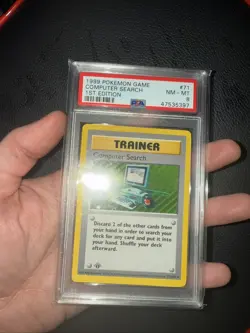 1999 POKEMON GAME #71
COMPUTER SEARCH NM - MT
1ST EDITION 8
PSA 47535397
TRAINER
Computer Search
Discard 2 of the other cards from
your hand in order to search your
deck for any card and put it into
your hand. Shuffle your deck
afterward.